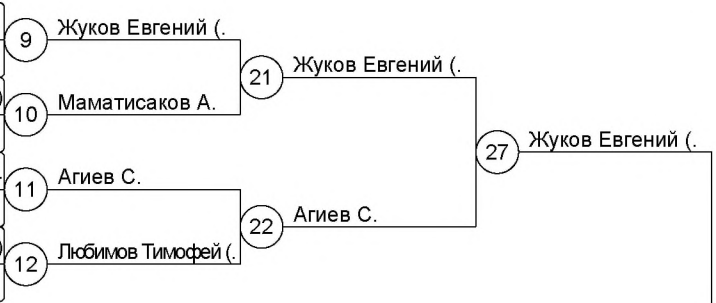 9 Жуков Евгений (.
21 Жуков Евгений (.
10 Маматисаков А.
27 Жуков Евгений (.
11 Агиев С.
22 Агиев С.
12 Любимов Тимофей (.